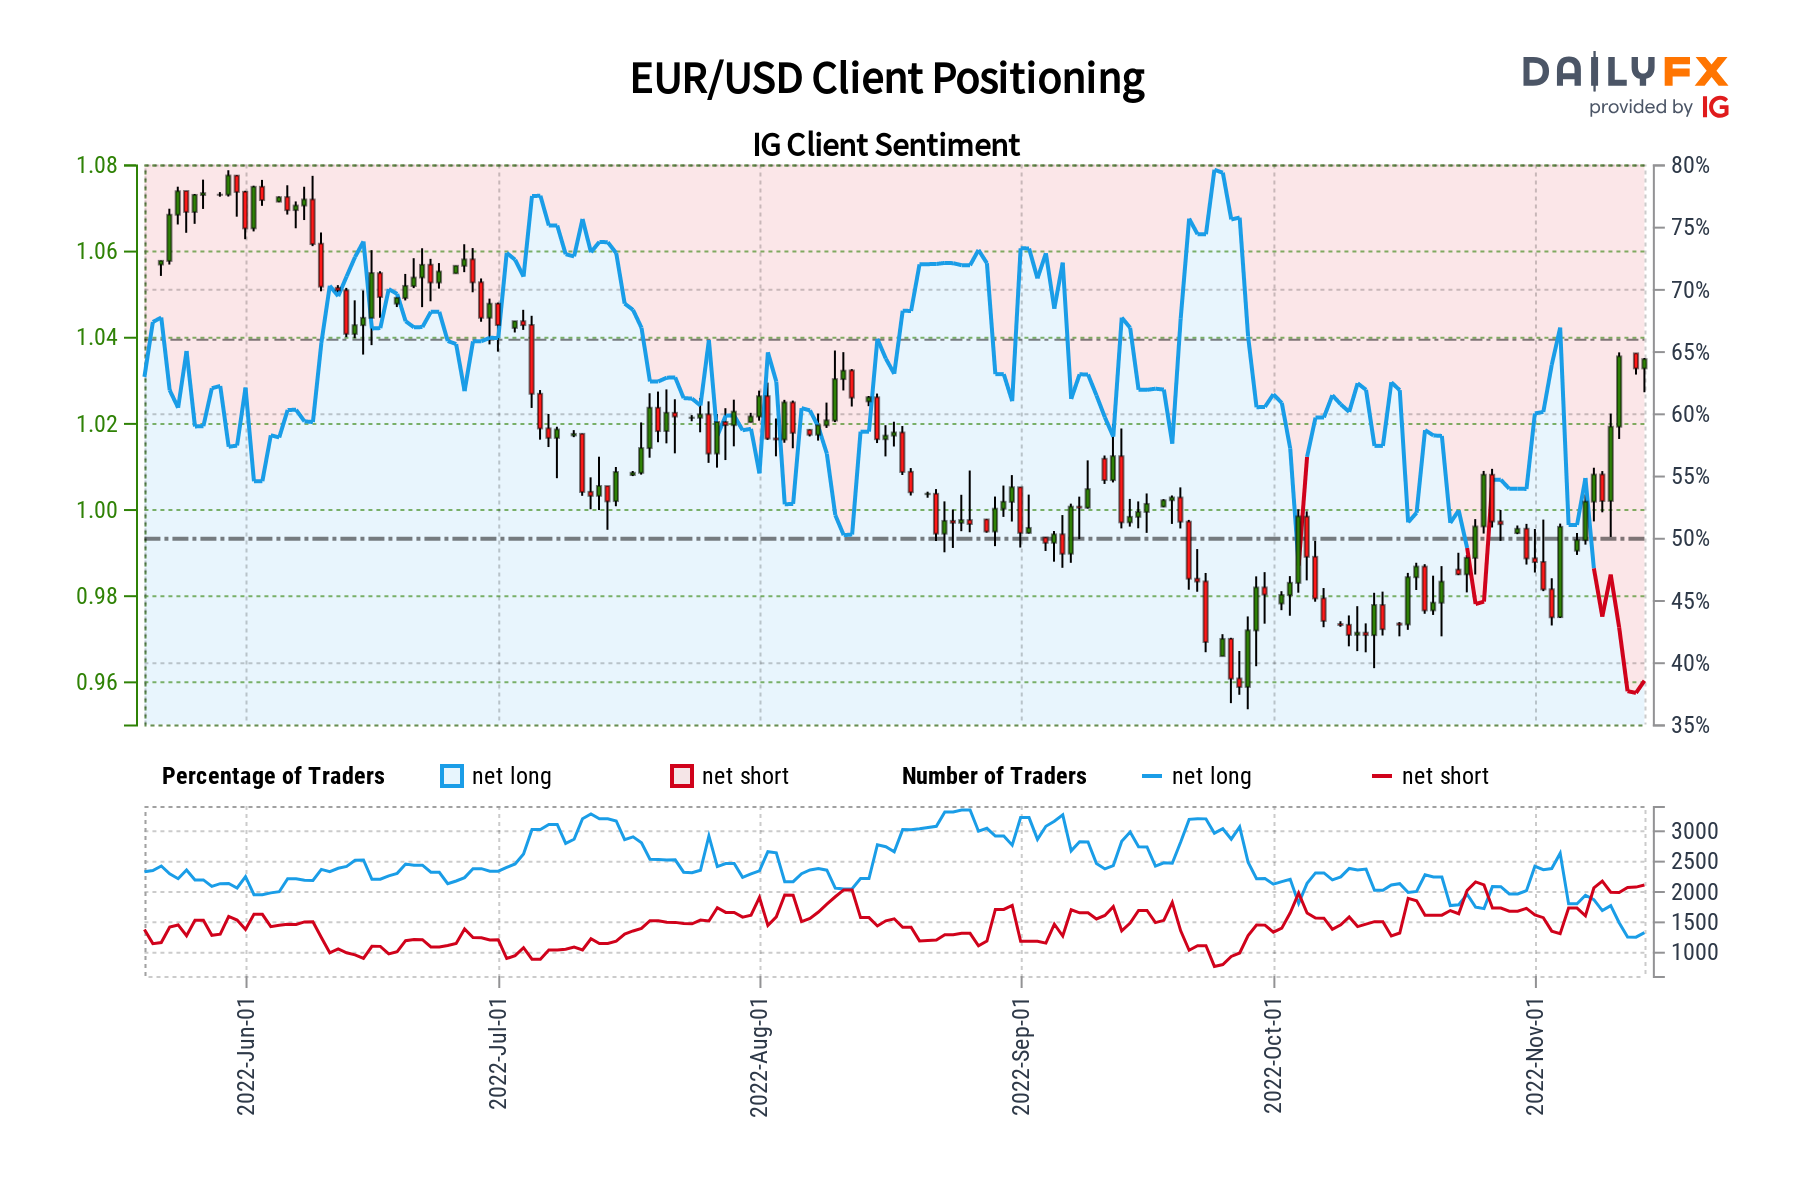 EUR/USD Client Positioning
DAILYFX
provided by IG
IG Client Sentiment
1.08
1.06
1.04
1.02
1.00
0.98
0.96
80%
75%
70%
65%
60%
55%
50%
45%
40%
35%
Percentage of Traders net long net short Number of Traders net long net short
3000
2500
2000
1500
1000
2022-Jun-01
2022-Jul-01
2022-Aug-01
2022-Sep-01
2022-Oct-01
2022-Nov-01